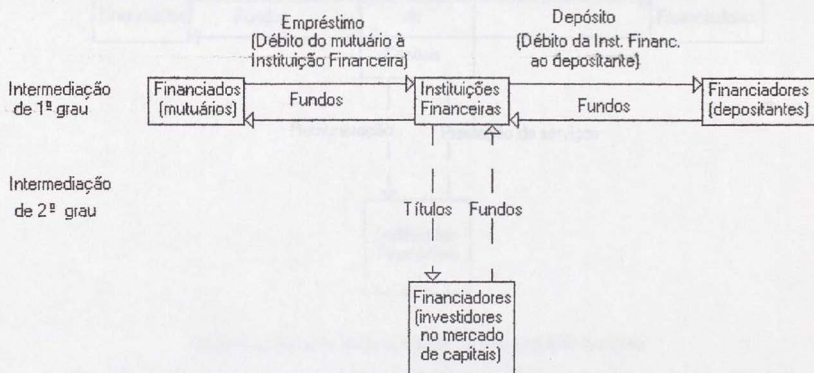 Empréstimo
(Débito do mutuário à
Instituição Financeira)
Depósito
(Débito da Inst. Financ.
ao depositante)
Intermediação
de 1º grau
Financiados
(mutuários)
Fundos
Instituições
Financeiras
Fundos
Financiadores
(depositantes)
Intermediação
de 2º grau
Títulos
Fundos
Financiadores
(investidores
no mercado
de capitais)